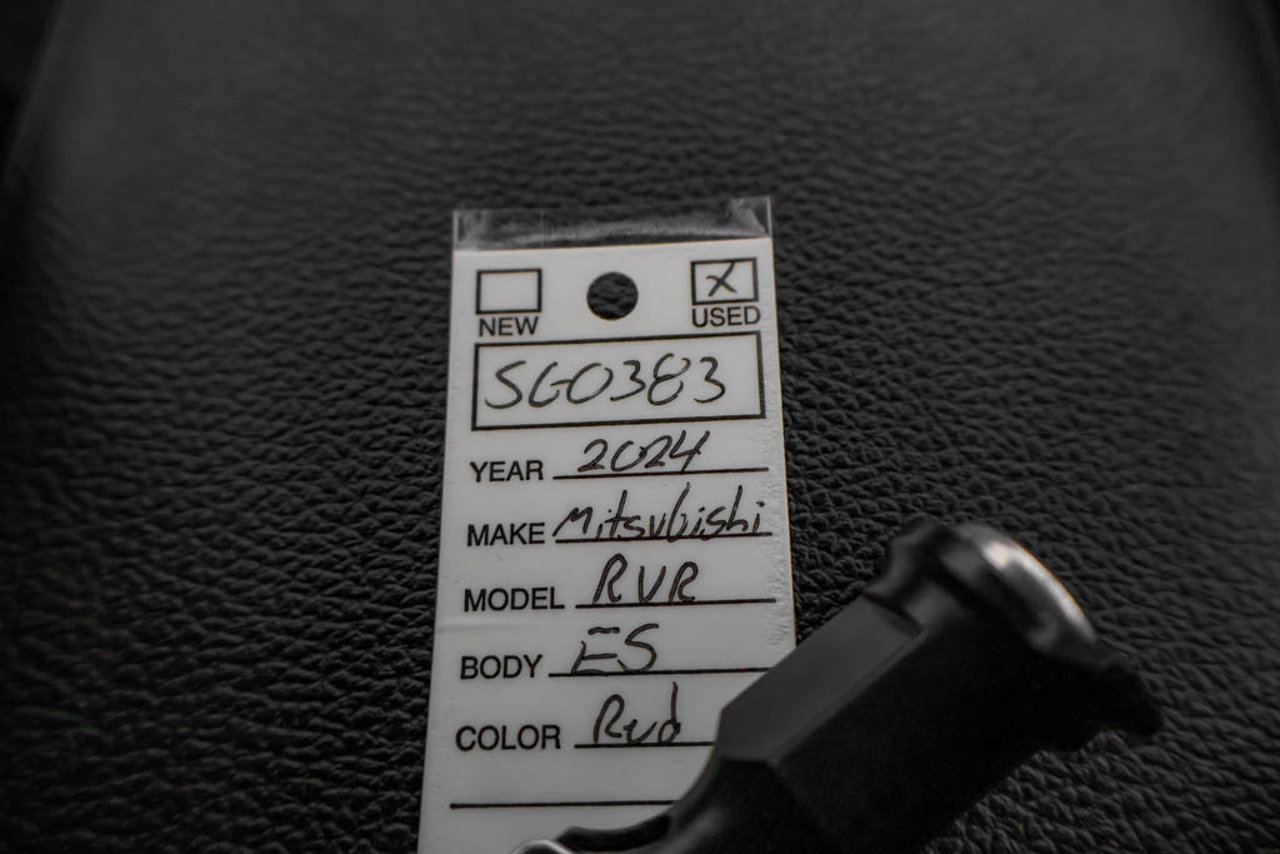 X
NEW USED
SG0383
YEAR 2024
MAKE Mitsubishi
MODEL RVR
BODY ES
COLOR Red